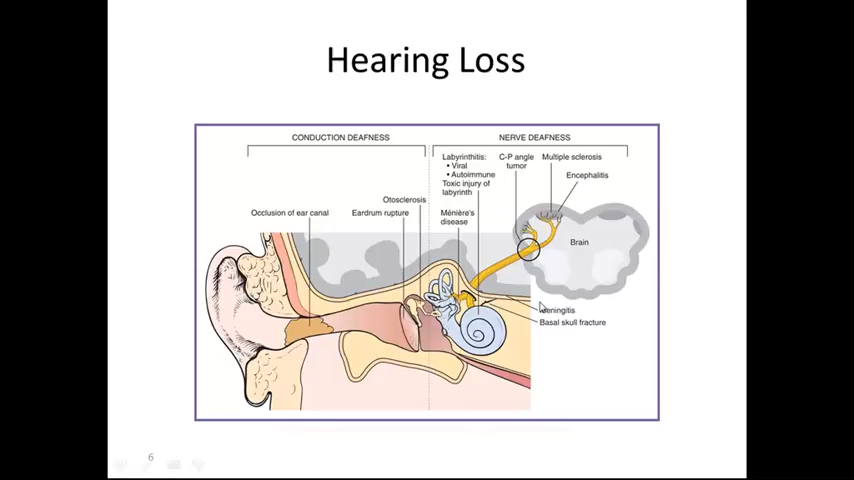 Hearing Loss
CONDUCTION DEAFNESS
NERVE DEAFNESS
Labyrinthitis:
• Viral
• Autoimmune
Toxic injury of
labyrinth
C-P angle
tumor
Multiple sclerosis
Encephalitis
Otosclerosis
Occlusion of ear canal
Eardrum rupture
Ménière's
disease
Brain
Meningitis
Basal skull fracture
6